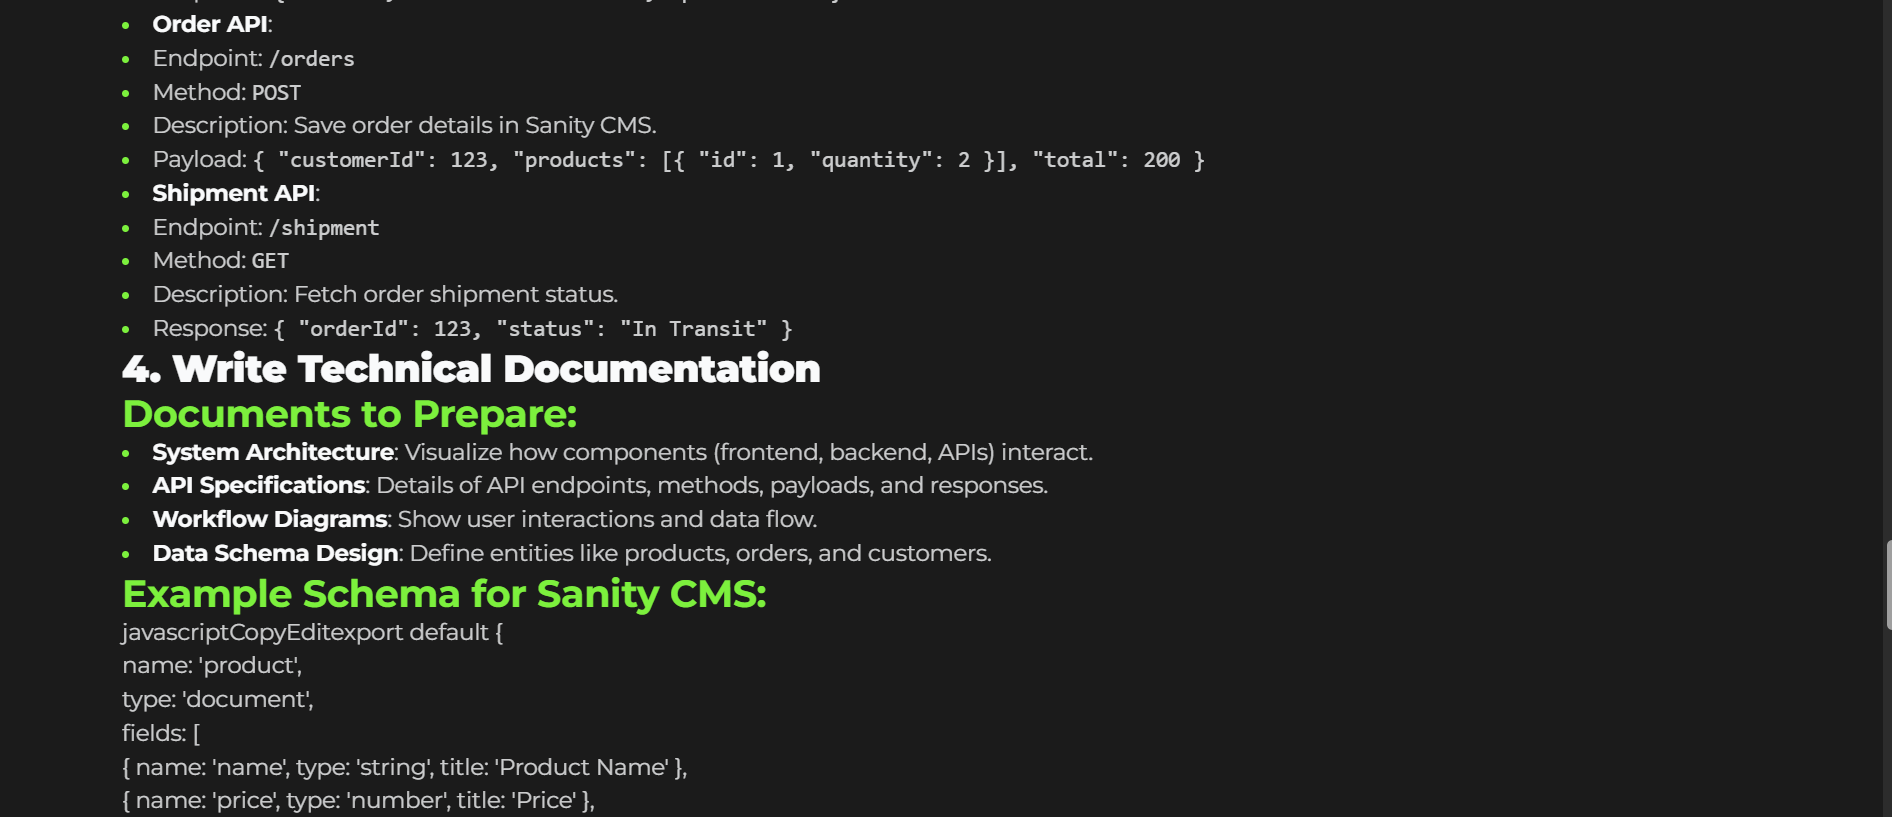 Order API:
Endpoint: /orders
Method: POST
Description: Save order details in Sanity CMS.
Payload: { "customerId": 123, "products": [{ "id": 1, "quantity": 2 }], "total": 200 }
Shipment API:
Endpoint: /shipment
Method: GET
Description: Fetch order shipment status.
Response: { "orderId": 123, "status": "In Transit" }
4. Write Technical Documentation
Documents to Prepare:
System Architecture: Visualize how components (frontend, backend, APIs) interact.
API Specifications: Details of API endpoints, methods, payloads, and responses.
Workflow Diagrams: Show user interactions and data flow.
Data Schema Design: Define entities like products, orders, and customers.
Example Schema for Sanity CMS:
javascriptCopyEditexport default {
name: 'product',
type: 'document',
fields: [
{ name: 'name', type: 'string', title: 'Product Name' },
{ name: 'price', type: 'number', title: 'Price' },